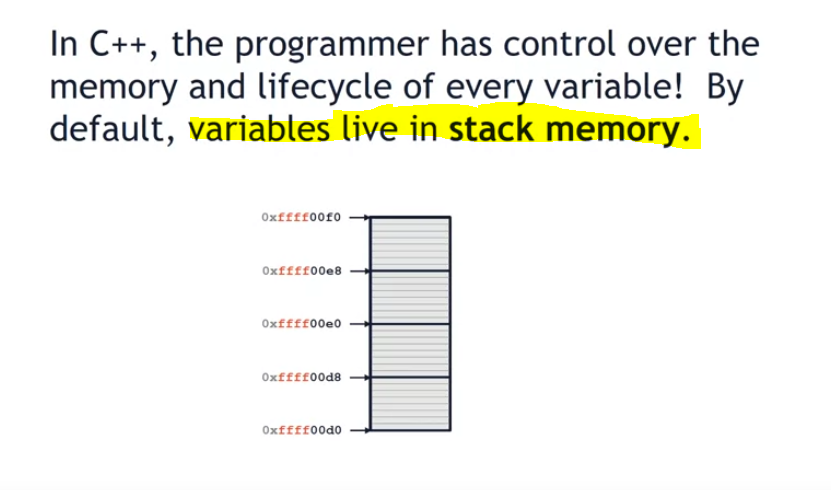 In C++, the programmer has control over the
memory and lifecycle of every variable! By
default, variables live in stack memory.
0xffff00f0
0xffff00e8
0xffff00e0
0xffff00d8
0xffff00d0